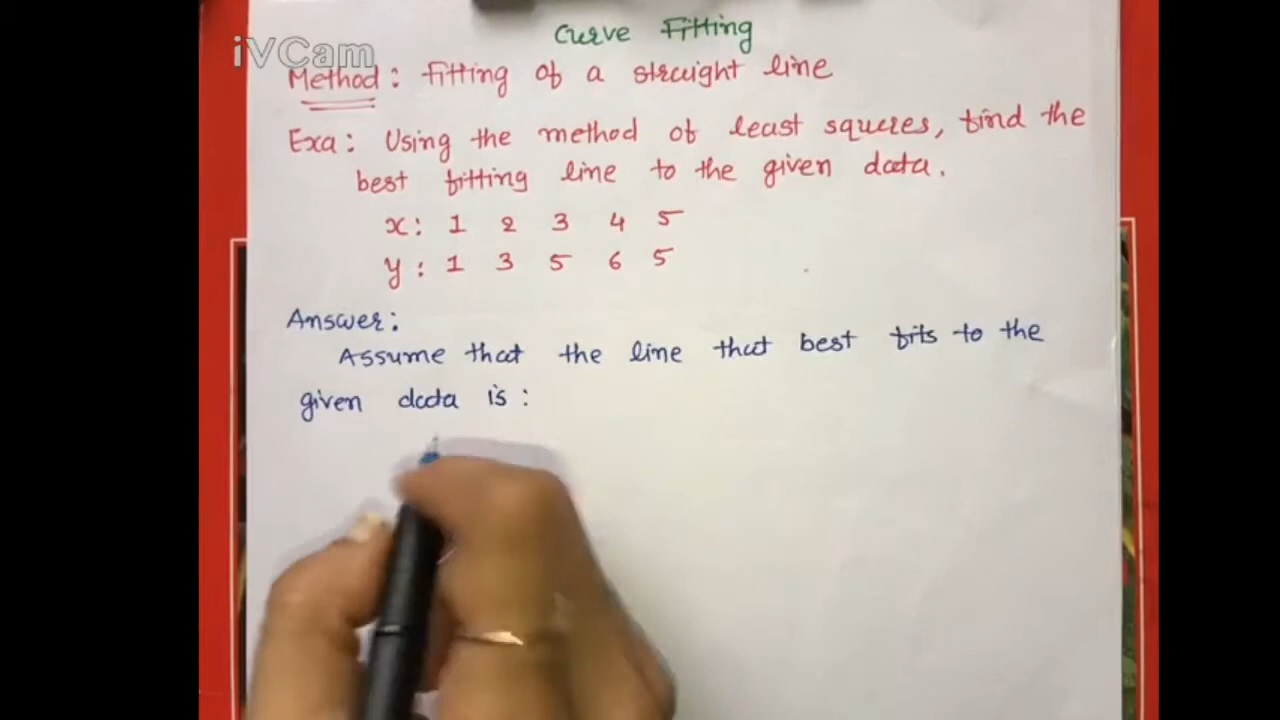 Curve Fitting
iVCam
Method: Fitting of a straight line
Exa: Using the method of least squares, find the
best fitting line to the given data.
x: 1 2 3 4 5
y: 1 3 5 6 5
Answer:
Assume that the line that best fits to the
given data is: